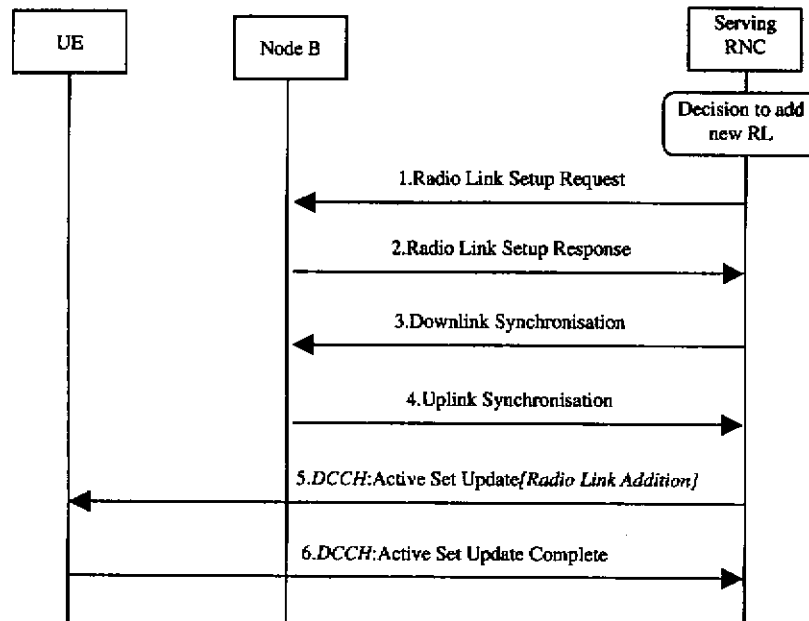 UE
Node B
Serving
RNC
Decision to add
new RL
1.Radio Link Setup Request
2.Radio Link Setup Response
3.Downlink Synchronisation
4.Uplink Synchronisation
5.DCCH:Active Set Update[Radio Link Addition]
6.DCCH:Active Set Update Complete